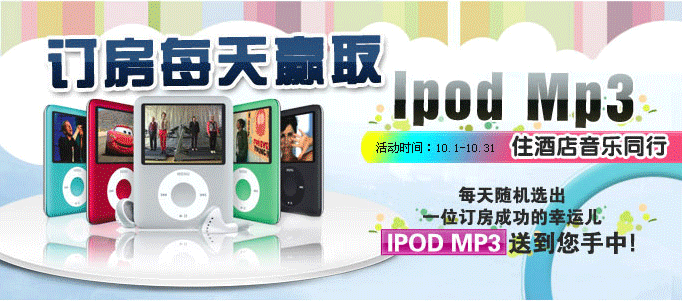 订房每天赢取
Ipod Mp3
活动时间：10.1-10.31
住酒店音乐同行
每天随机选出
一位订房成功的幸运儿
IPOD MP3 送到您手中!
MENU